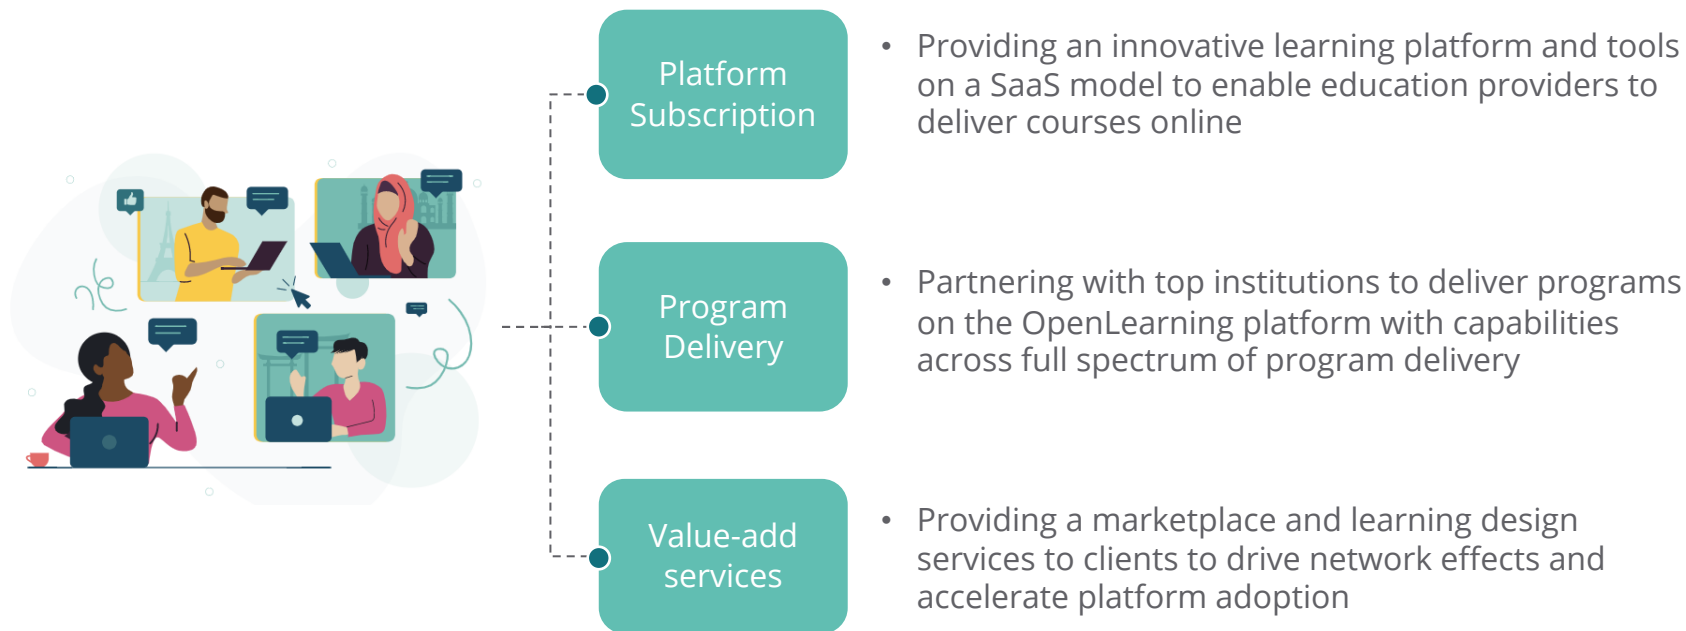 Platform
Subscription
• Providing an innovative learning platform and tools
on a SaaS model to enable education providers to
deliver courses online
Program
Delivery
• Partnering with top institutions to deliver programs
on the OpenLearning platform with capabilities
across full spectrum of program delivery
Value-add
services
• Providing a marketplace and learning design
services to clients to drive network effects and
accelerate platform adoption